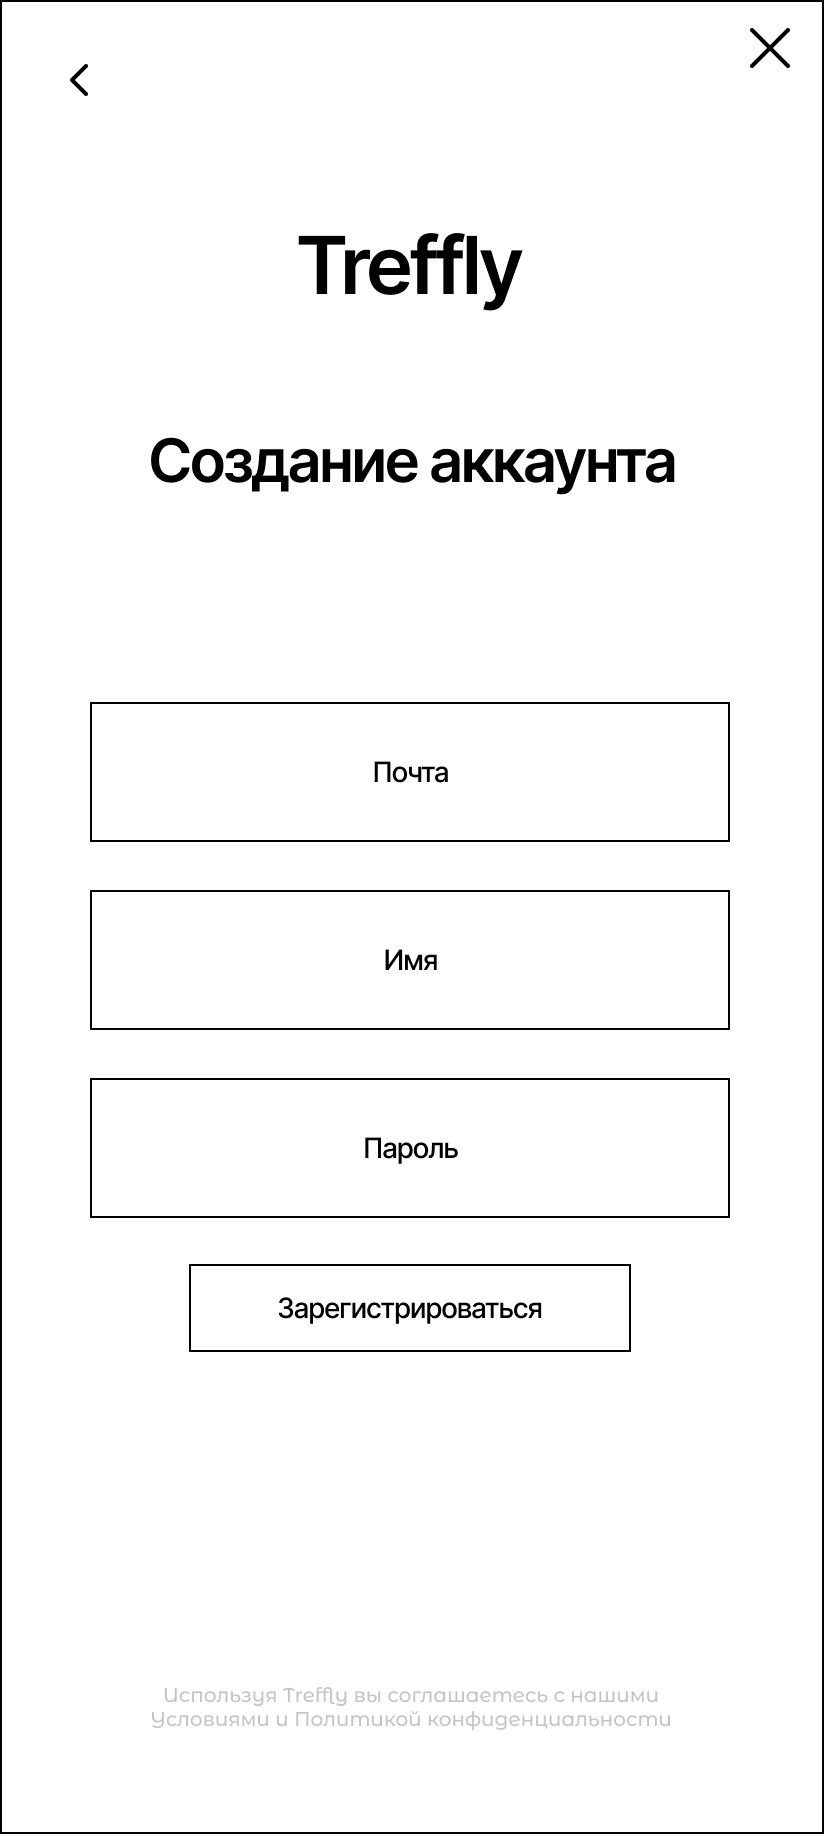 Treffly
Создание аккаунта
Почта
Имя
Пароль
Зарегистрироваться
Используя Treffly вы соглашаетесь с нашими
Условиями и Политикой конфиденциальности